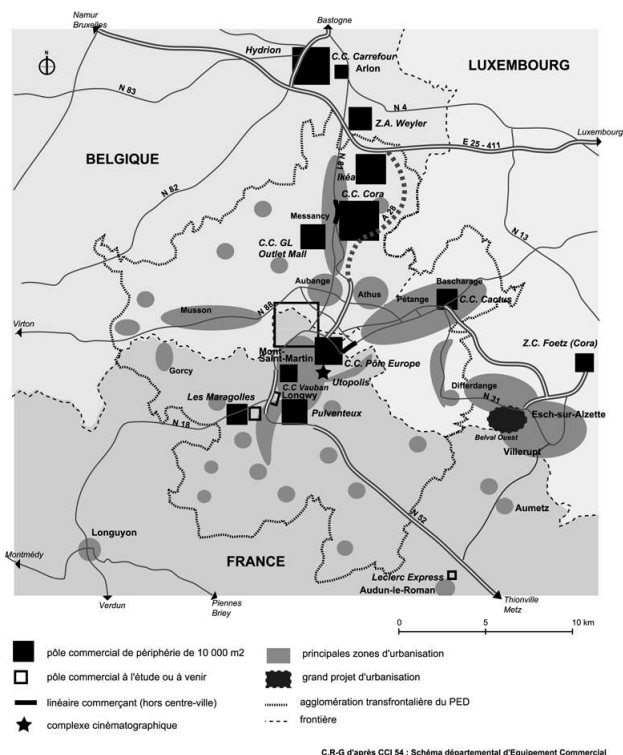 Namur
Bruxelles
Bastogne
Hydrion
C.C. Carrefour
Arlon
LUXEMBOURG
N
N 83
N 4
Z.A. Weyler
E 25 - 411
Luxembourg
BELGIQUE
N 81
Ikéa
N 82
C.C. Cora
A 28
Messancy
N 13
C.C. GL
Outlet Mall
Aubange
Bascharage
Athus
Pétange
C.C. Cactus
Musson
N 88
Virton
Mont-
Saint-Martin
Z.C. Foetz (Cora)
C.C. Pôle Europe
Gorcy
C.C Vauban
Utopolis
Differdange
Longwy
Les Maragolles
N 31
Pulventeux
Esch-sur-Alzette
N 18
Belval Ouest
Villerupt
Aumetz
N 52
Longuyon
FRANCE
Montmédy
Leclerc Express
Audun-le-Roman
Verdun
Piennes
Briey
Thionville
Metz
0 5 10 km
pôle commercial de périphérie de 10 000 m2
principales zones d'urbanisation
pôle commercial à l'étude ou à venir
grand projet d'urbanisation
linéaire commerçant (hors centre-ville)
agglomération transfrontalière du PED
complexe cinématographique
frontière
C.R-G d'après CCI 54 : Schéma départemental d'Equipement Commercial